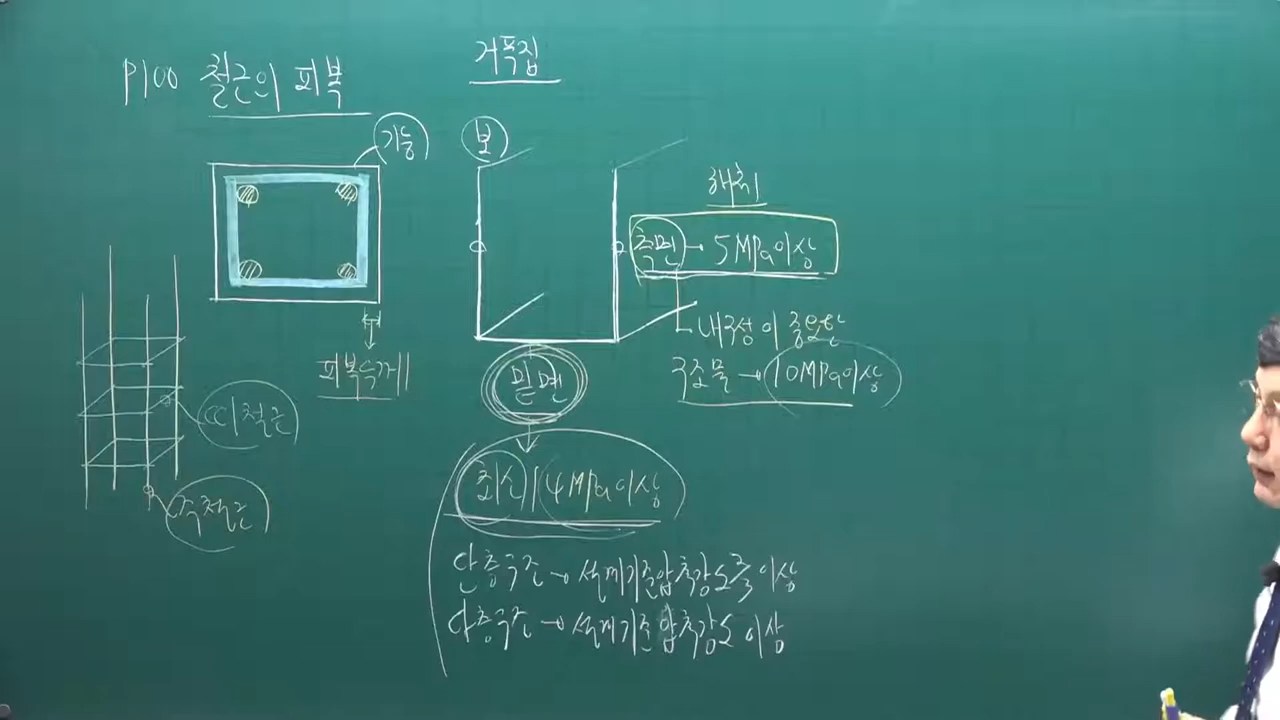 P100 철근의 피복
기둥
피복두께
띠철근
주철근
거푸집
보
해체
측면 → 5MPa이상
내구성이 중요한
구조물 → 10MPa이상
밑면
최소 14MPa이상
단층구조 → 설계기준압축강도 2/3 이상
다층구조 → 설계기준압축강도 이상